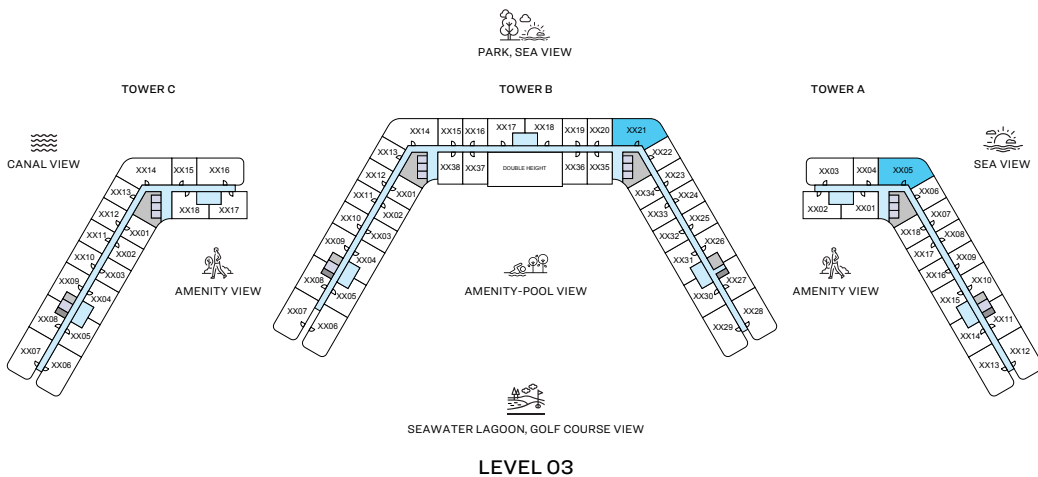 PARK, SEA VIEW
TOWER C
TOWER B
TOWER A
CANAL VIEW
SEA VIEW
XX14 XX15 XX16
XX13
XX12
XX11
XX10
XX09
XX08
XX07
XX18 XX17
XX01
XX02
XX03
XX04
XX05
XX06
AMENITY VIEW
XX14 XX15 XX16 XX17 XX18 XX19 XX20 XX21
XX13
XX12
XX11
XX10
XX09
XX08
XX07
XX38 XX37 DOUBLE HEIGHT XX36 XX35
XX01
XX02
XX03
XX04
XX05
XX06
XX22
XX23
XX24
XX25
XX26
XX27
XX28
XX34
XX33
XX32
XX31
XX30
XX29
AMENITY-POOL VIEW
XX03 XX04 XX05
XX02 XX01
XX06
XX07
XX08
XX09
XX10
XX11
XX12
XX18
XX17
XX16
XX15
XX14
XX13
AMENITY VIEW
SEAWATER LAGOON, GOLF COURSE VIEW
LEVEL 03